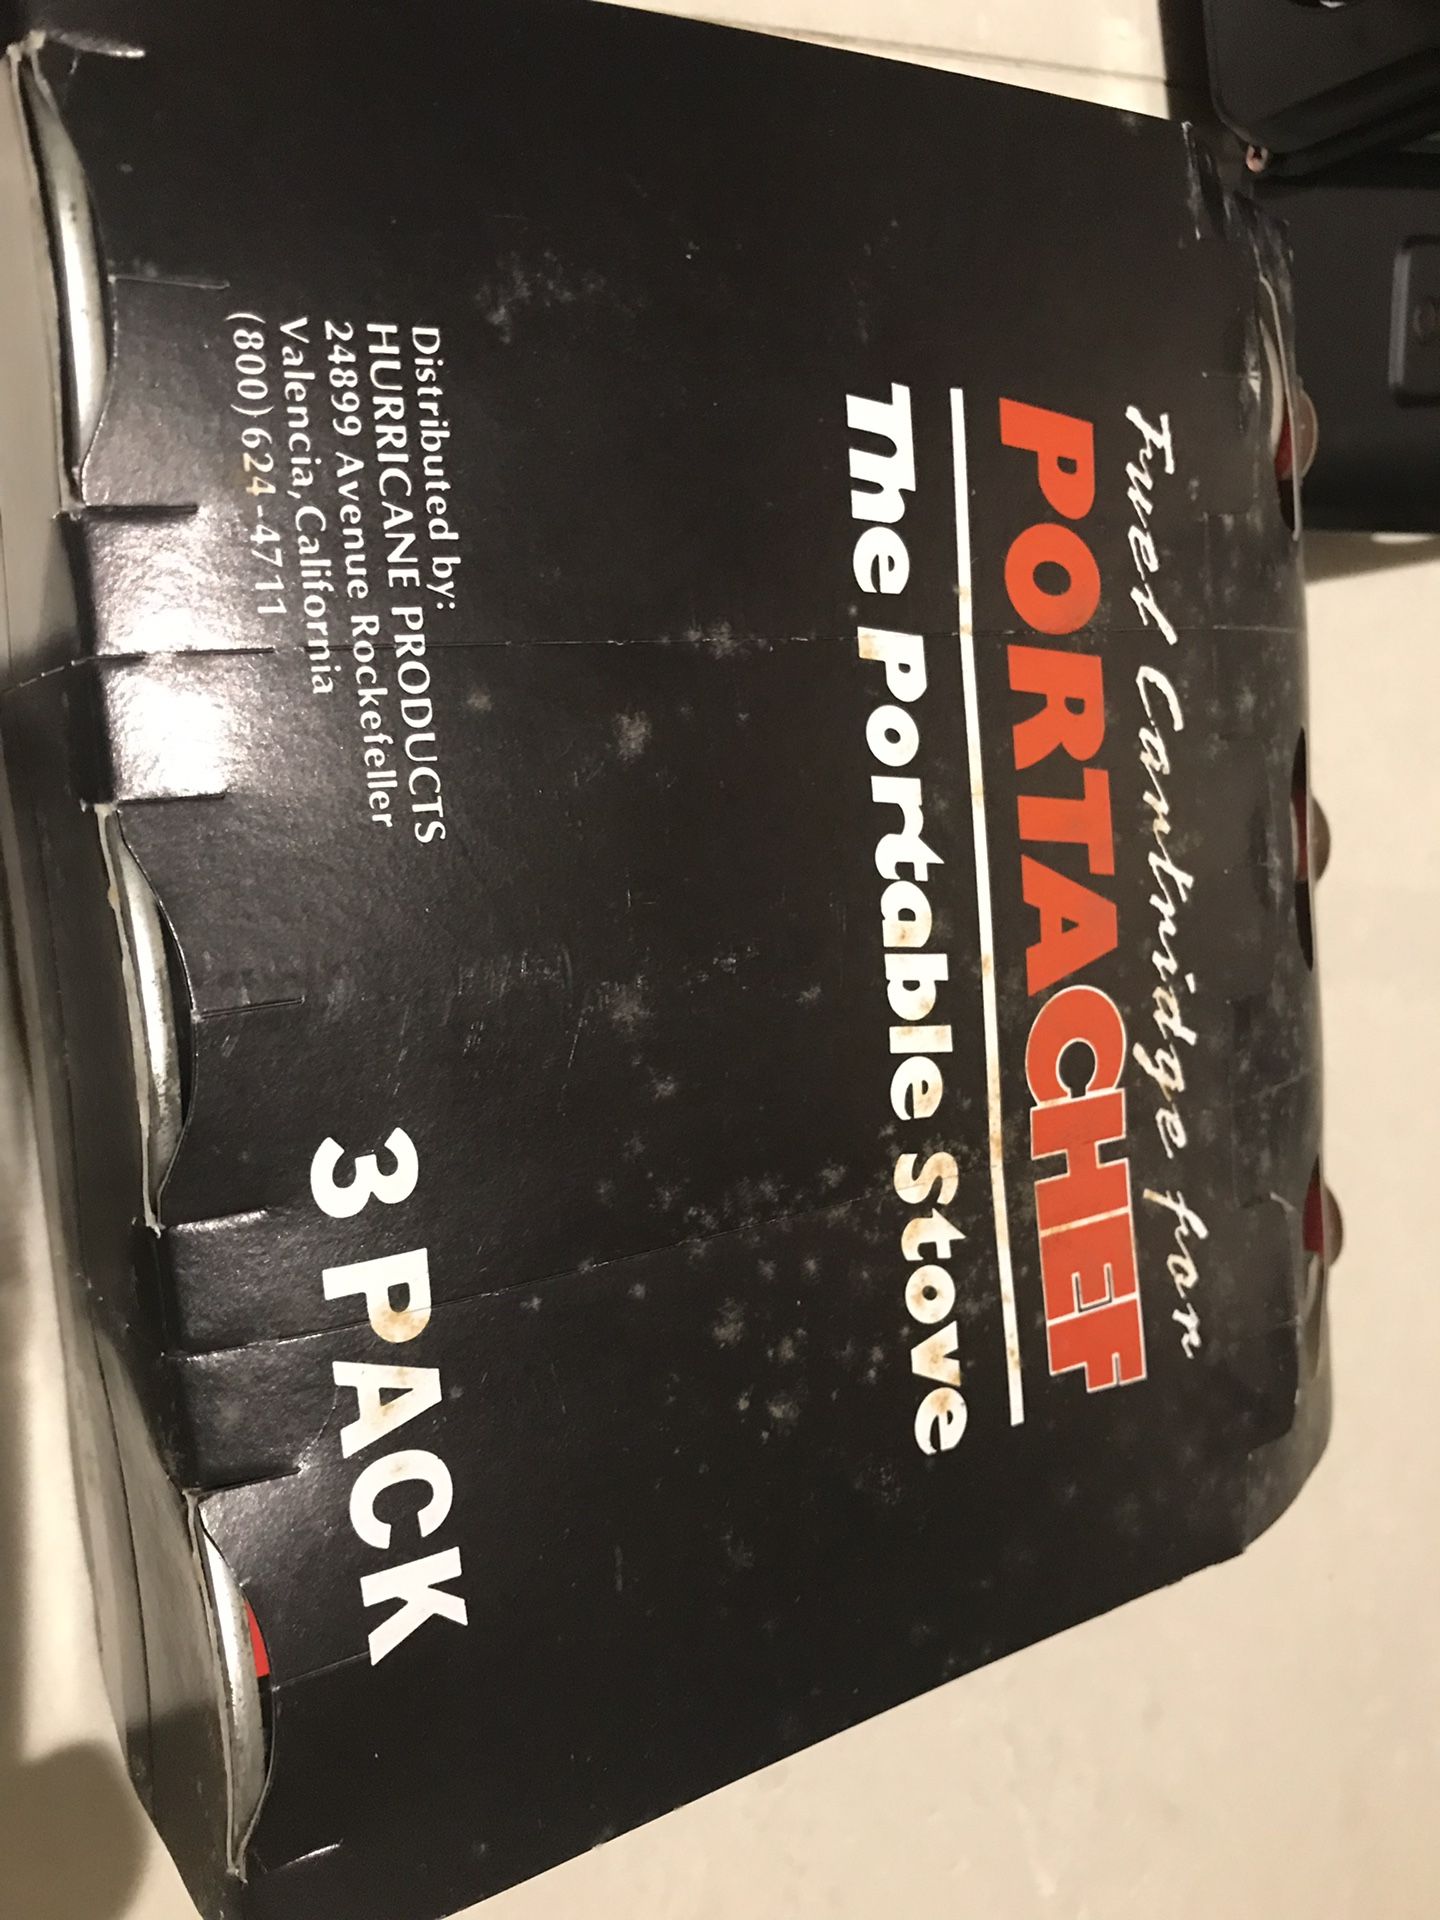 Fuel Cartridge for
PORTACHEF
The Portable Stove
Distributed by:
HURRICANE PRODUCTS
24899 Avenue Rockefeller
Valencia, California
(800) 624-4711
3 PACK